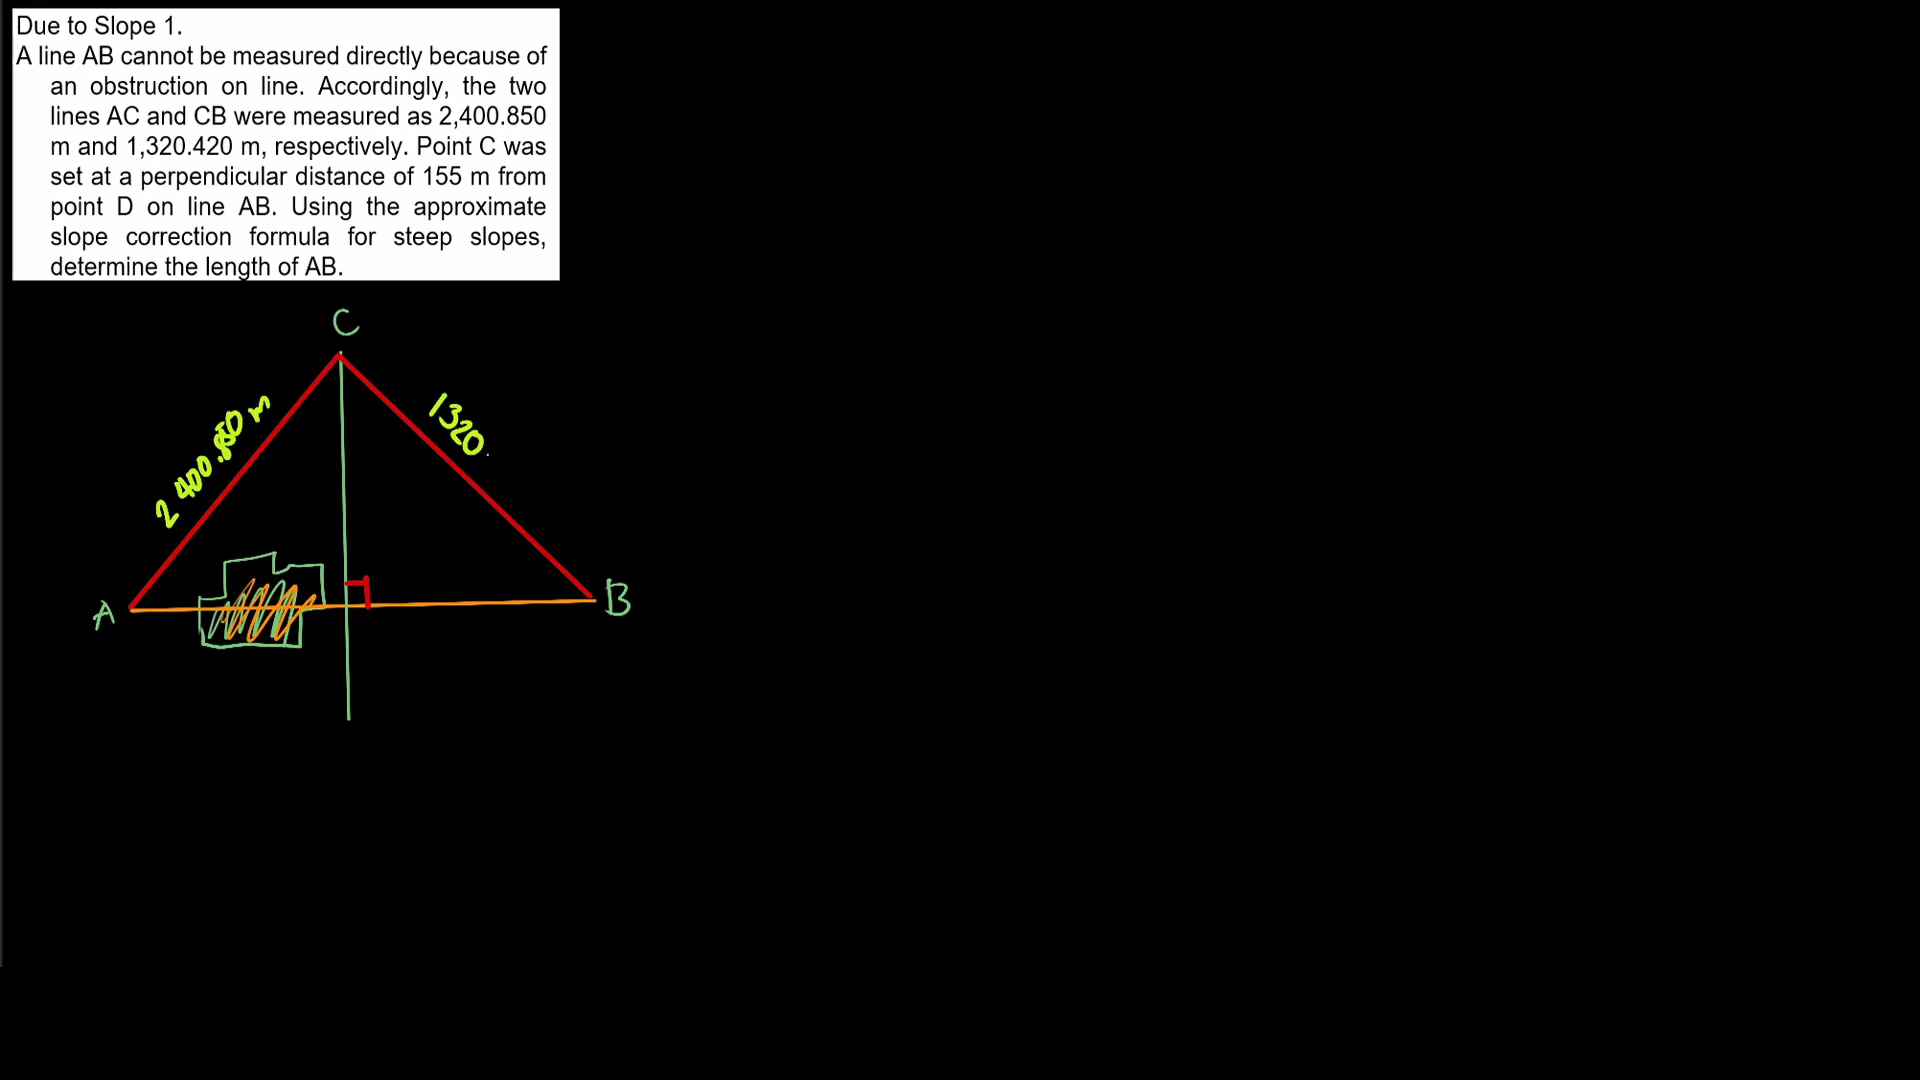 Due to Slope 1.
A line AB cannot be measured directly because of
an obstruction on line. Accordingly, the two
lines AC and CB were measured as 2,400.850
m and 1,320.420 m, respectively. Point C was
set at a perpendicular distance of 155 m from
point D on line AB. Using the approximate
slope correction formula for steep slopes,
determine the length of AB.
C
2 400.850 m
1320.
A
B